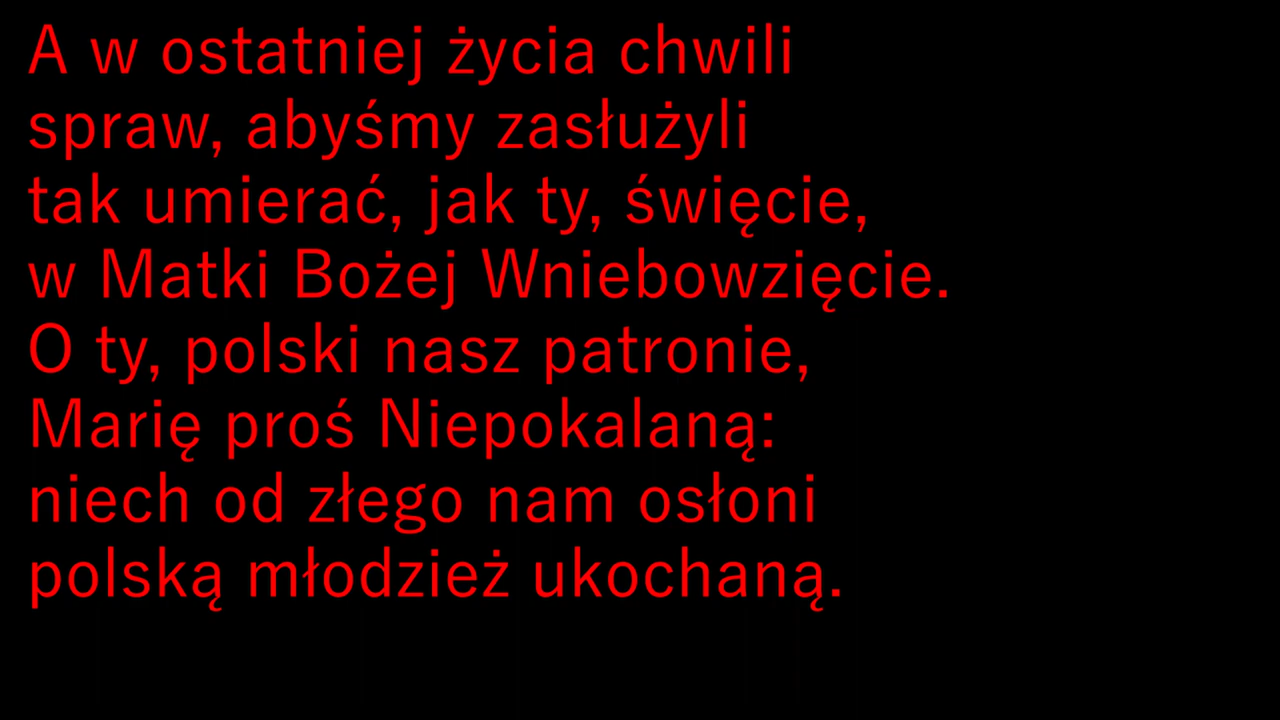 A w ostatniej życia chwili
spraw, abyśmy zasłużyli
tak umierać, jak ty, święcie,
w Matki Bożej Wniebowzięcie.
O ty, polski nasz patronie,
Marię proś Niepokalaną:
niech od złego nam osłoni
polską młodzież ukochaną.